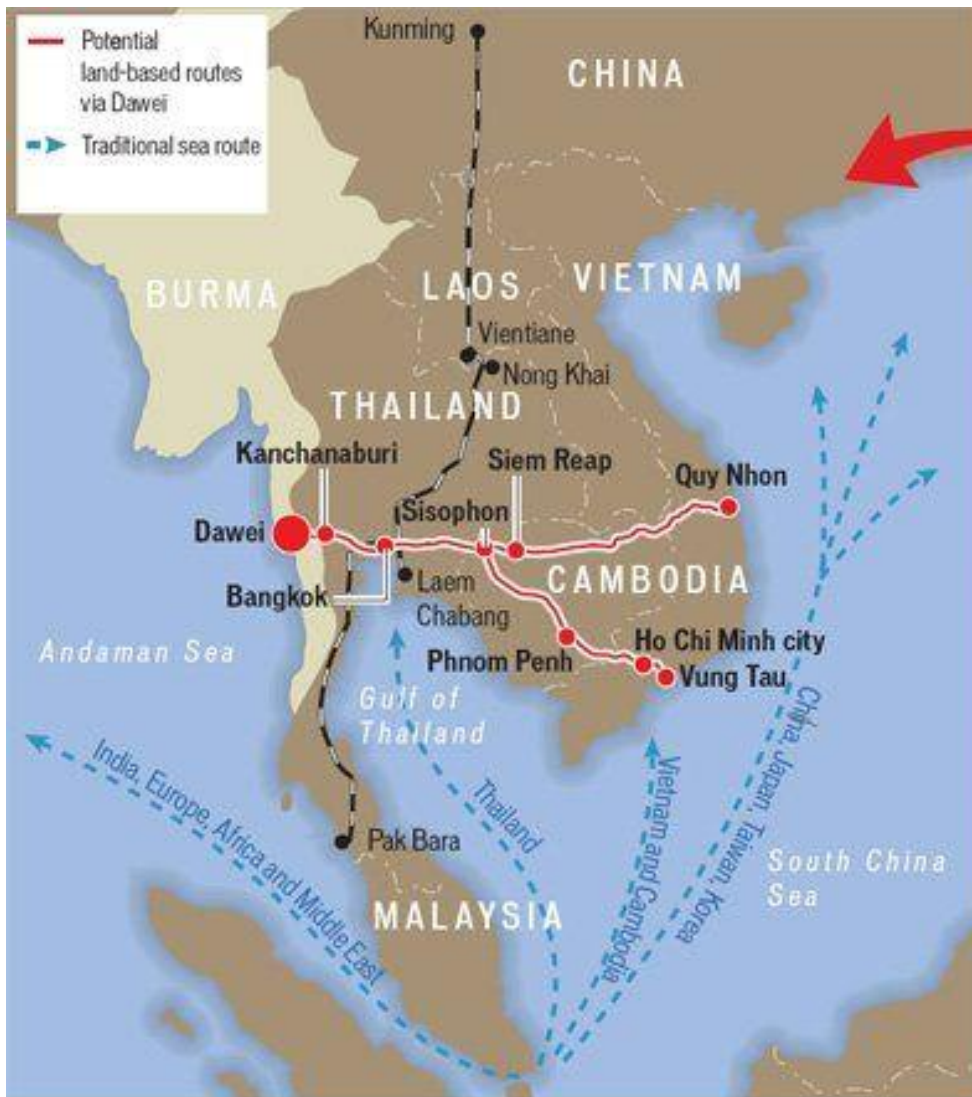 Potential
land-based routes
via Dawei
Traditional sea route
Kunming
CHINA
BURMA
LAOS
VIETNAM
Vientiane
Nong Khai
THAILAND
Kanchanaburi
Siem Reap
Quy Nhon
Sisophon
Dawei
Bangkok
Laem
Chabang
CAMBODIA
Andaman Sea
Phnom Penh
Ho Chi Minh city
Vung Tau
Gulf of
Thailand
India, Europe, Africa and Middle East
Thailand
Vietnam and Cambodia
China, Japan, Taiwan, Korea
Pak Bara
South China
Sea
MALAYSIA